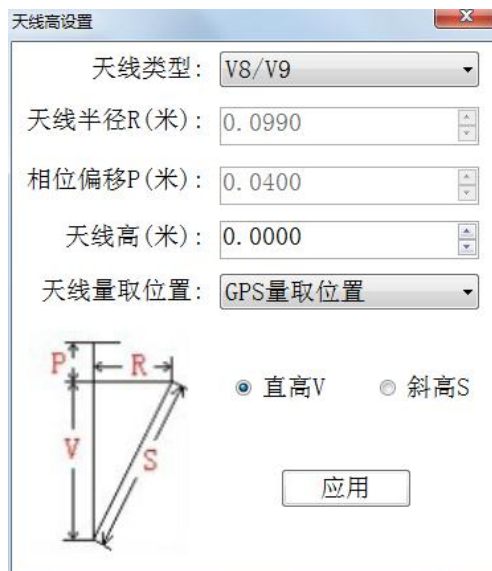 天线高设置
天线类型: V8/V9
天线半径R(米): 0.0990
相位偏移P(米): 0.0400
天线高(米): 0.0000
天线量取位置: GPS量取位置
P R
V S
直高V 斜高S
应用